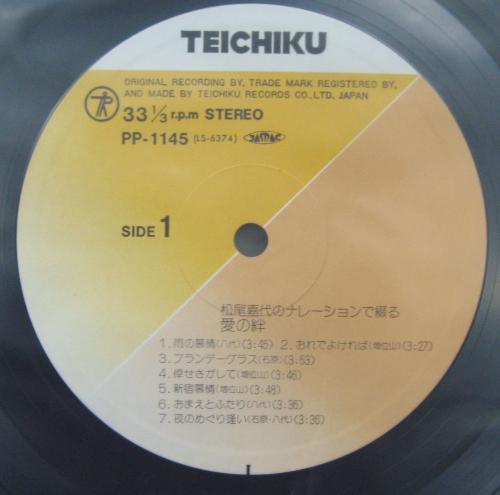 TEICHIKU
ORIGINAL RECORDING BY, TRADE MARK REGISTERED BY,
AND MADE BY TEICHIKU RECORDS CO., LTD. JAPAN
33 1/3 r.p.m STEREO
PP-1145 (LS-6374) JASRAC
SIDE 1
松尾嘉代のナレーションで綴る
愛の絆
1. 雨の慕情(八代)(3:45) 2. おれでよければ(増位山)(3:27)
3. ブランデーグラス(石原)(3:53)
4. 倖せさがして(増位山)(3:46)
5. 新宿慕情(増位山)(3:48)
6. おまえとふたり(八代)(3:36)
7. 夜のめぐり逢い(石原・八代)(3:36)